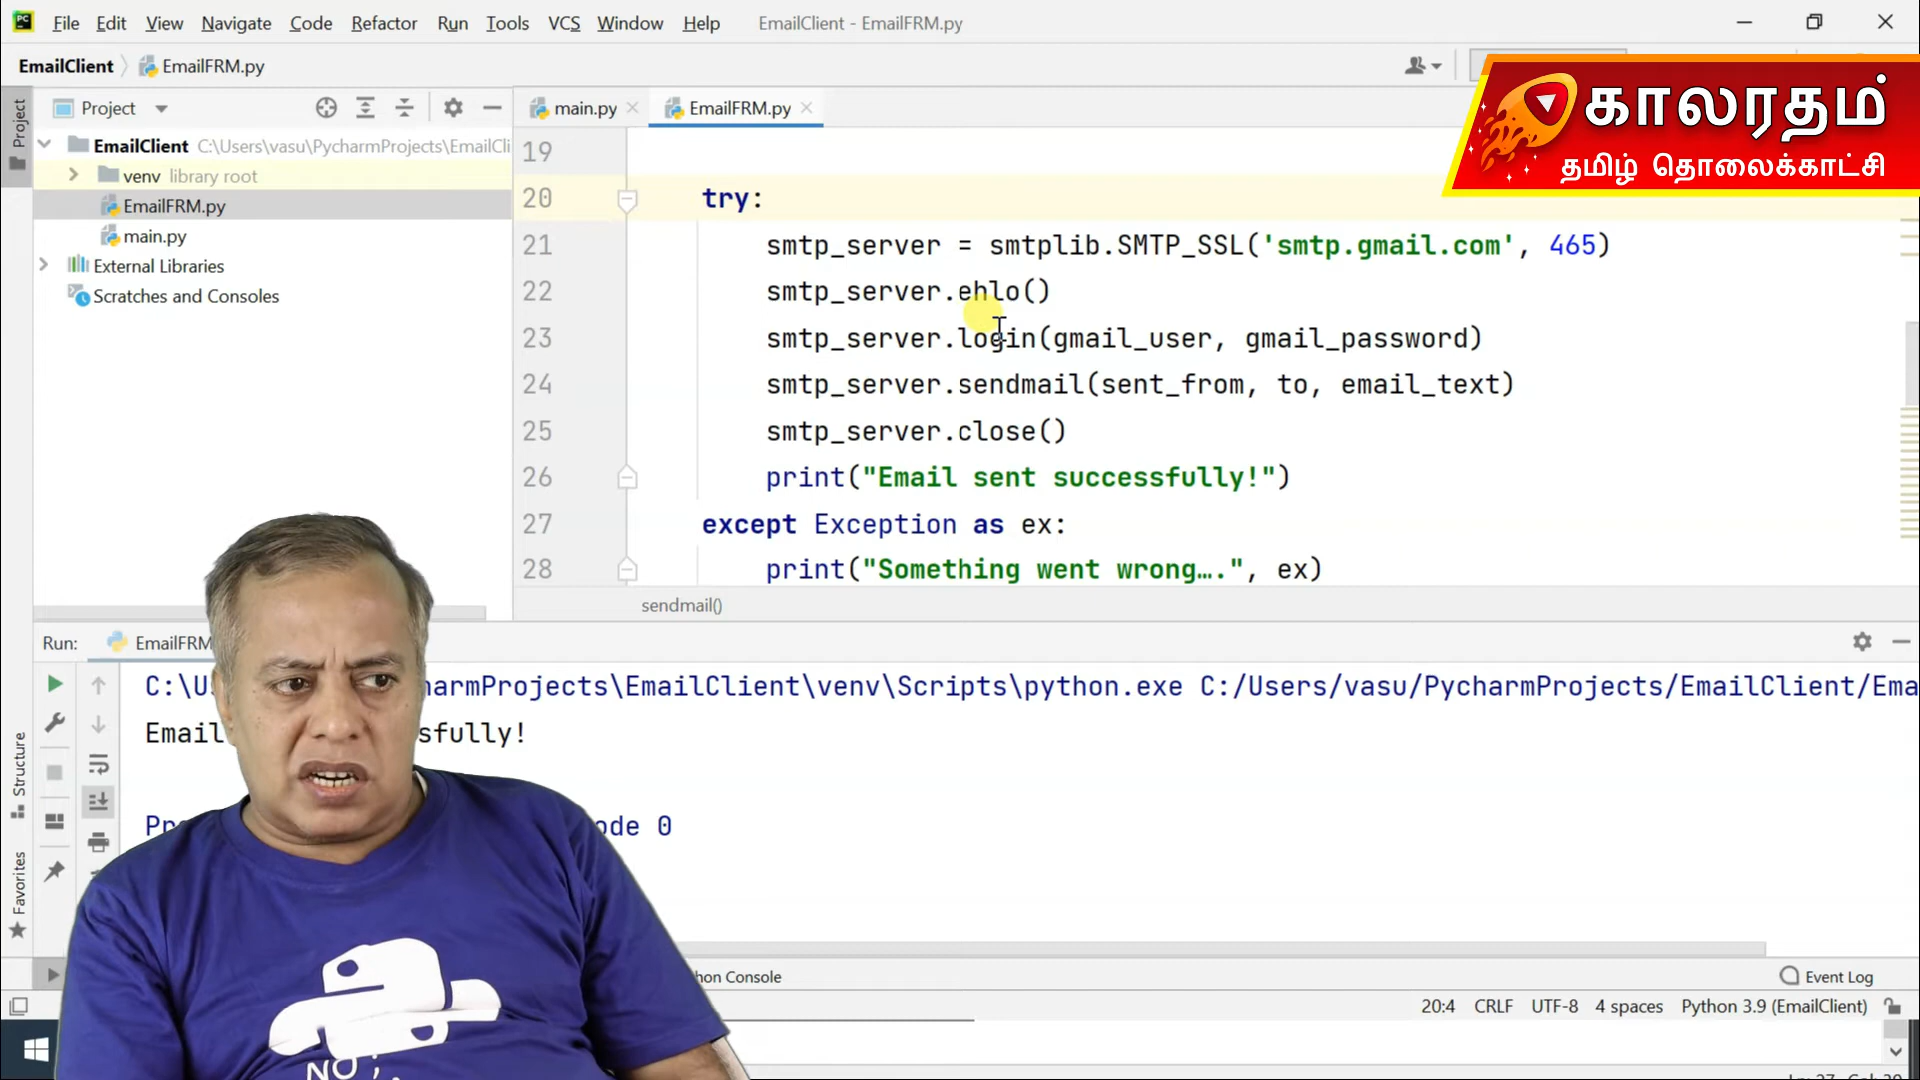 File Edit View Navigate Code Refactor Run Tools VCS Window Help EmailClient - EmailFRM.py
EmailClient EmailFRM.py
காலரதம்
தமிழ் தொலைக்காட்சி
Project
Project
main.py
EmailFRM.py
EmailClient C:\Users\vasu\PycharmProjects\EmailCli
venv library root
EmailFRM.py
main.py
External Libraries
Scratches and Consoles
19
20 try:
21 smtp_server = smtplib.SMTP_SSL('smtp.gmail.com', 465)
22 smtp_server.ehlo()
23 smtp_server.login(gmail_user, gmail_password)
24 smtp_server.sendmail(sent_from, to, email_text)
25 smtp_server.close()
26 print("Email sent successfully!")
27 except Exception as ex:
28 print("Something went wrong….", ex)
sendmail()
Run: EmailFRM
C:\U harmProjects\EmailClient\venv\Scripts\python.exe C:/Users/vasu/PycharmProjects/EmailClient/Ema
Email sfully!
Pr ode 0
Structure
Favorites
hon Console
Event Log
20:4 CRLF UTF-8 4 spaces Python 3.9 (EmailClient)
NO ;